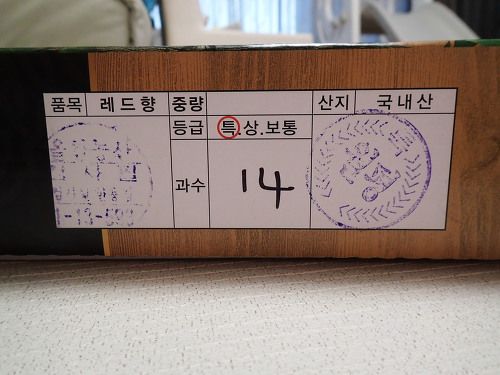 품목 레드향 중량 산지 국내산
등급 특.상.보통
과수 14